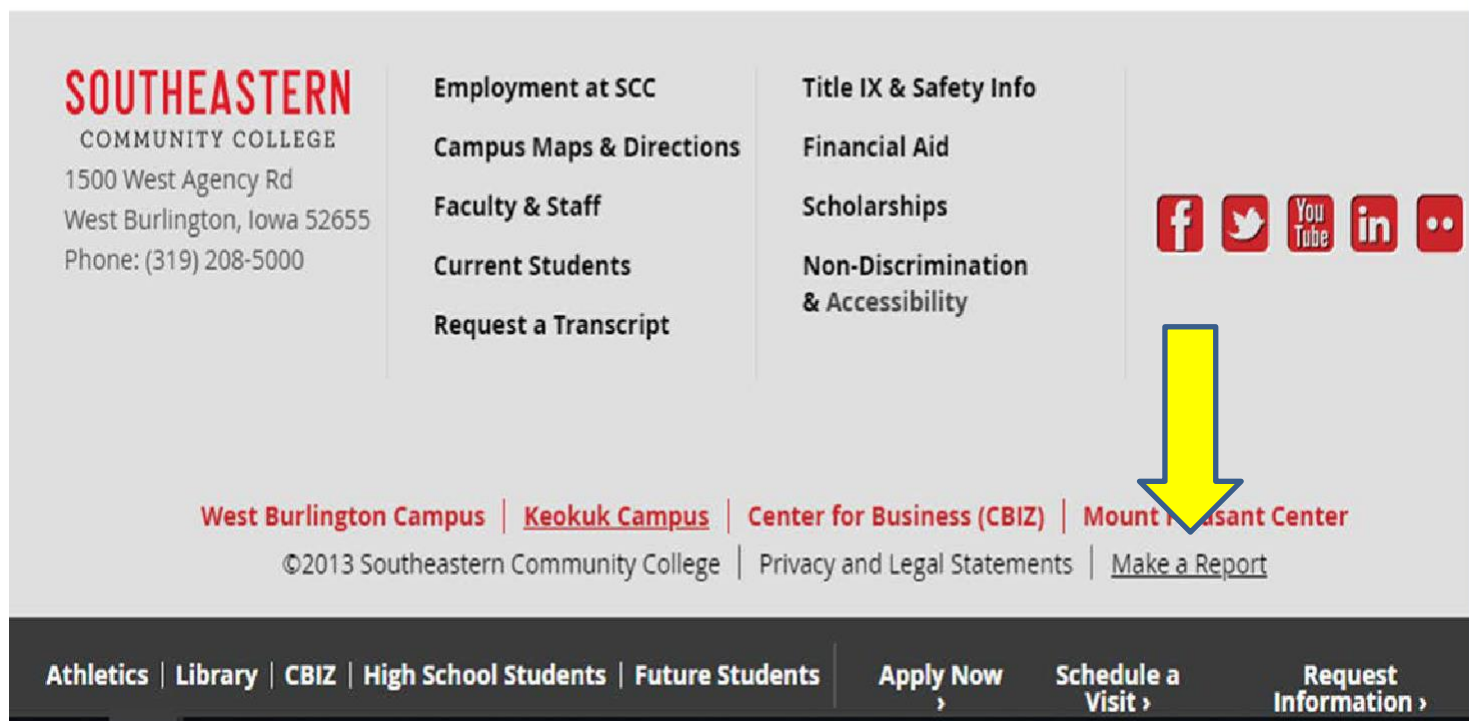 SOUTHEASTERN
COMMUNITY COLLEGE
1500 West Agency Rd
West Burlington, Iowa 52655
Phone: (319) 208-5000
Employment at SCC
Campus Maps & Directions
Faculty & Staff
Current Students
Request a Transcript
Title IX & Safety Info
Financial Aid
Scholarships
Non-Discrimination
& Accessibility
f You Tube in
West Burlington Campus | Keokuk Campus | Center for Business (CBIZ) | Mount Center
©2013 Southeastern Community College | Privacy and Legal Statements | Make a Report
Athletics | Library | CBIZ | High School Students | Future Students
Apply Now
›
Schedule a
Visit ›
Request
Information ›